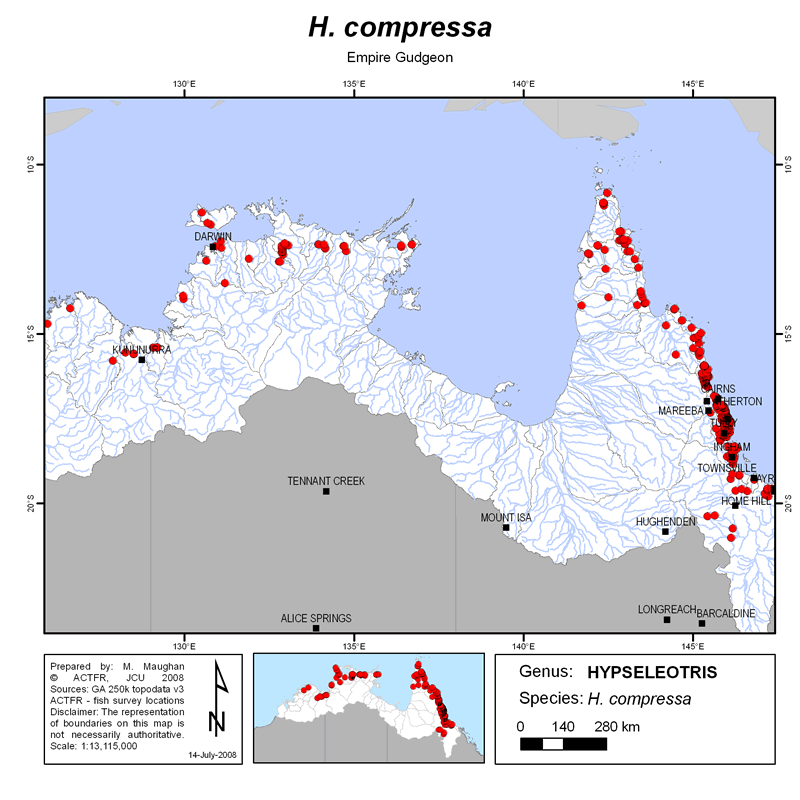 H. compressa
Empire Gudgeon
130°E 135°E 140°E 145°E
10°S 10°S
DARWIN
15°S 15°S
KUNUNURRA
CAIRNS
ATHERTON
MAREEBA
TULLY
INGHAM
TOWNSVILLE
AYR
TENNANT CREEK
20°S HOME HILL 20°S
MOUNT ISA HUGHENDEN
LONGREACH BARCALDINE
ALICE SPRINGS
130°E 135°E 140°E 145°E
Prepared by: M. Maughan
© ACTFR, JCU 2008
Sources: GA 250k topodata v3
ACTFR - fish survey locations
Disclaimer: The representation
of boundaries on this map is
not necessarily authoritative.
Scale: 1:13,115,000
N
14-July-2008
Genus: HYPSELEOTRIS
Species: H. compressa
0 140 280 km